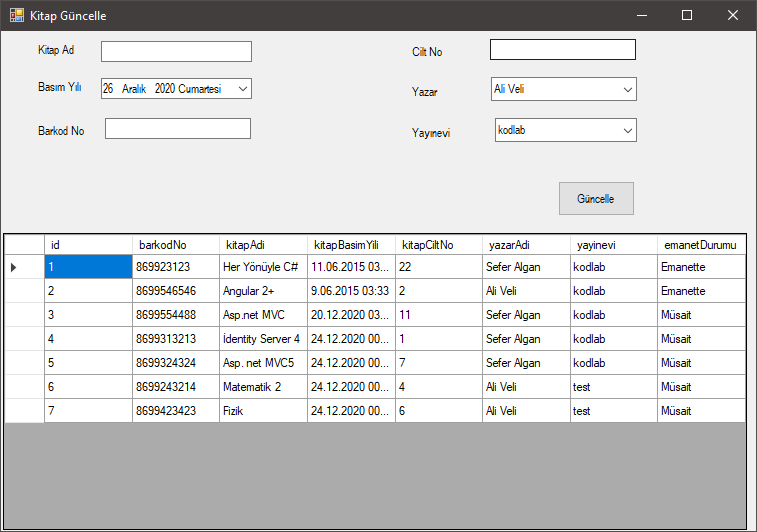 Kitap Güncelle
Kitap Ad
Cilt No
Basım Yılı 26 Aralık 2020 Cumartesi
Yazar Ali Veli
Barkod No
Yayınevi kodlab
Güncelle
id barkodNo kitapAdi kitapBasimYili kitapCiltNo yazarAdi yayinevi emanetDurumu
1 869923123 Her Yönüyle C# 11.06.2015 03... 22 Sefer Algan kodlab Emanette
2 8699546546 Angular 2+ 9.06.2015 03:33 2 Ali Veli kodlab Emanette
3 8699554488 Asp.net MVC 20.12.2020 03... 11 Sefer Algan kodlab Müsait
4 8699313213 İdentity Server 4 24.12.2020 00... 1 Sefer Algan kodlab Müsait
5 8699324324 Asp. net MVC5 24.12.2020 00... 7 Sefer Algan kodlab Müsait
6 8699243214 Matematik 2 24.12.2020 00... 4 Ali Veli test Müsait
7 8699423423 Fizik 24.12.2020 00... 6 Ali Veli test Müsait